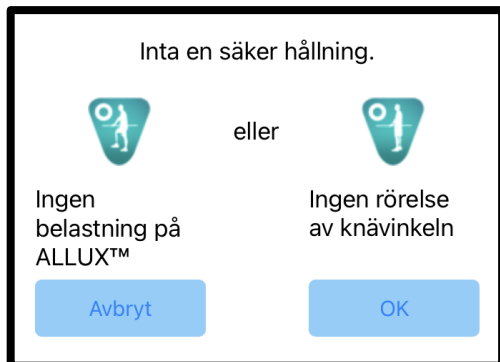 Inta en säker hållning.
eller
Ingen
belastning på
ALLUX™
Ingen rörelse
av knävinkeln
Avbryt
OK